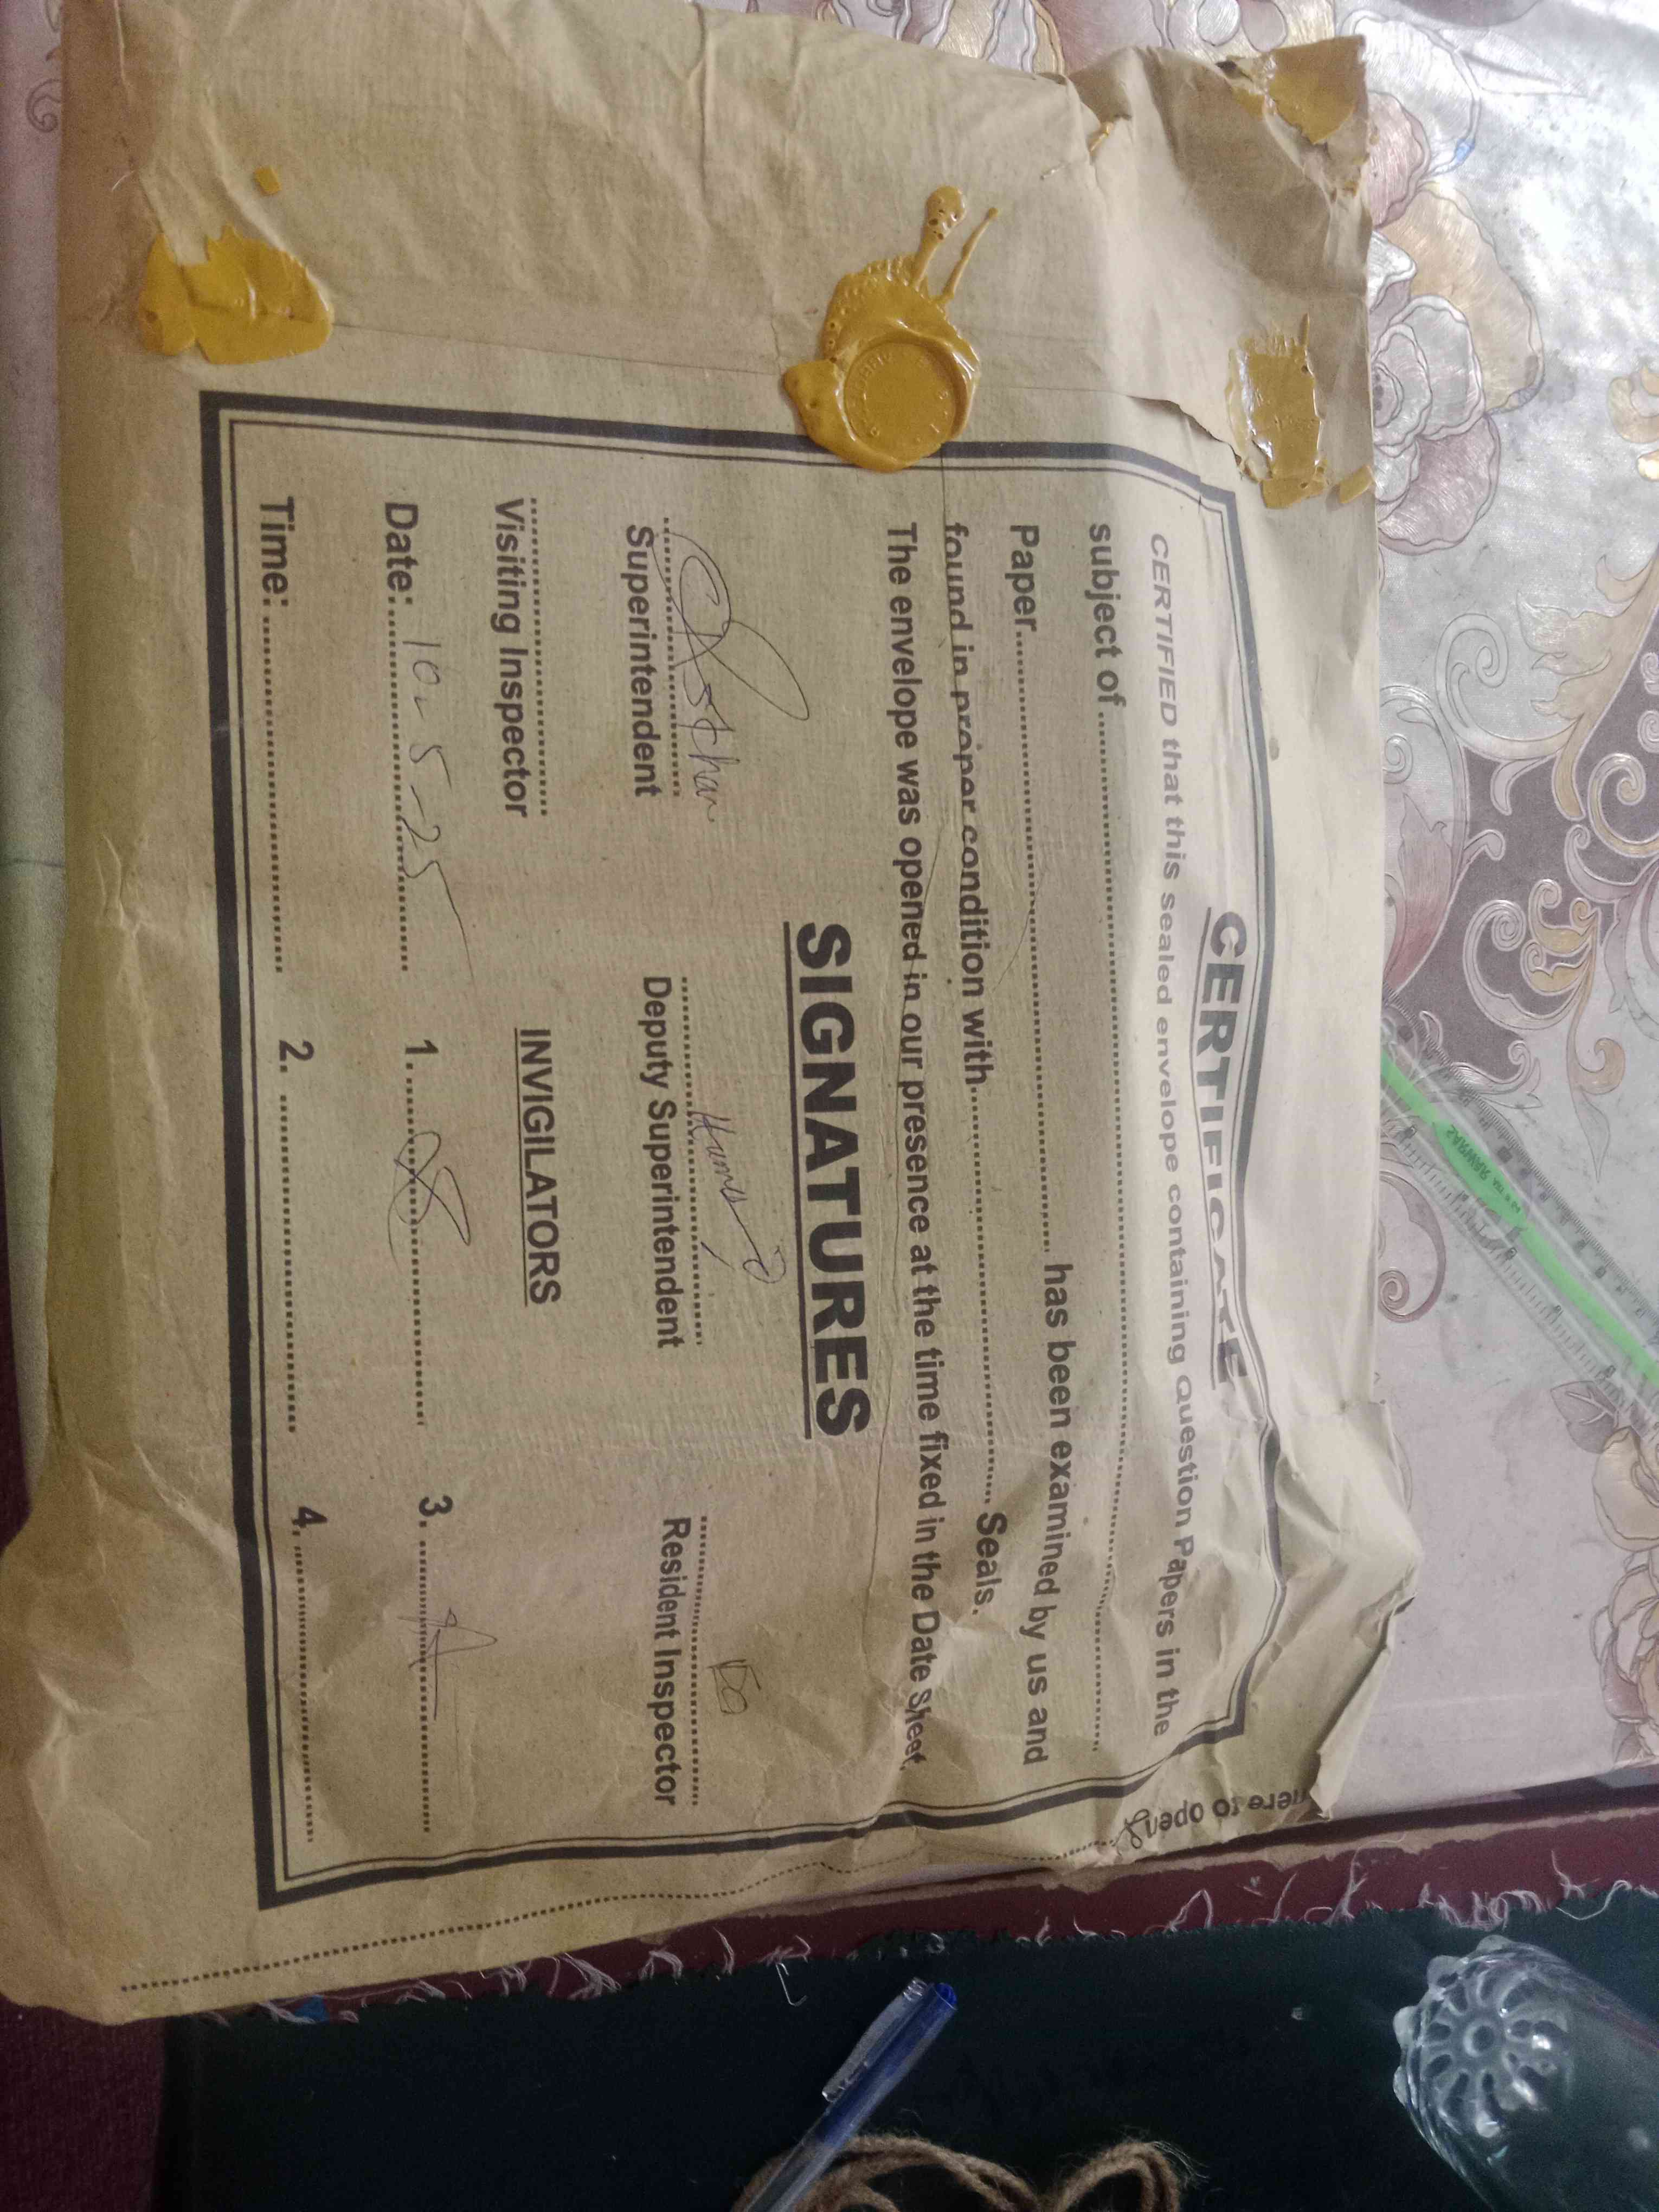 CERTIFICATE
CERTIFIED that this sealed envelope containing Question Papers in the
subject of
Paper has been examined by us and
found in proper condition with Seals.
The envelope was opened in our presence at the time fixed in the Date Sheet.
SIGNATURES
Superintendent Deputy Superintendent Resident Inspector
Visiting Inspector INVIGILATORS
Date: 10-5-25 1. 3.
Time: 2. 4.
here to open